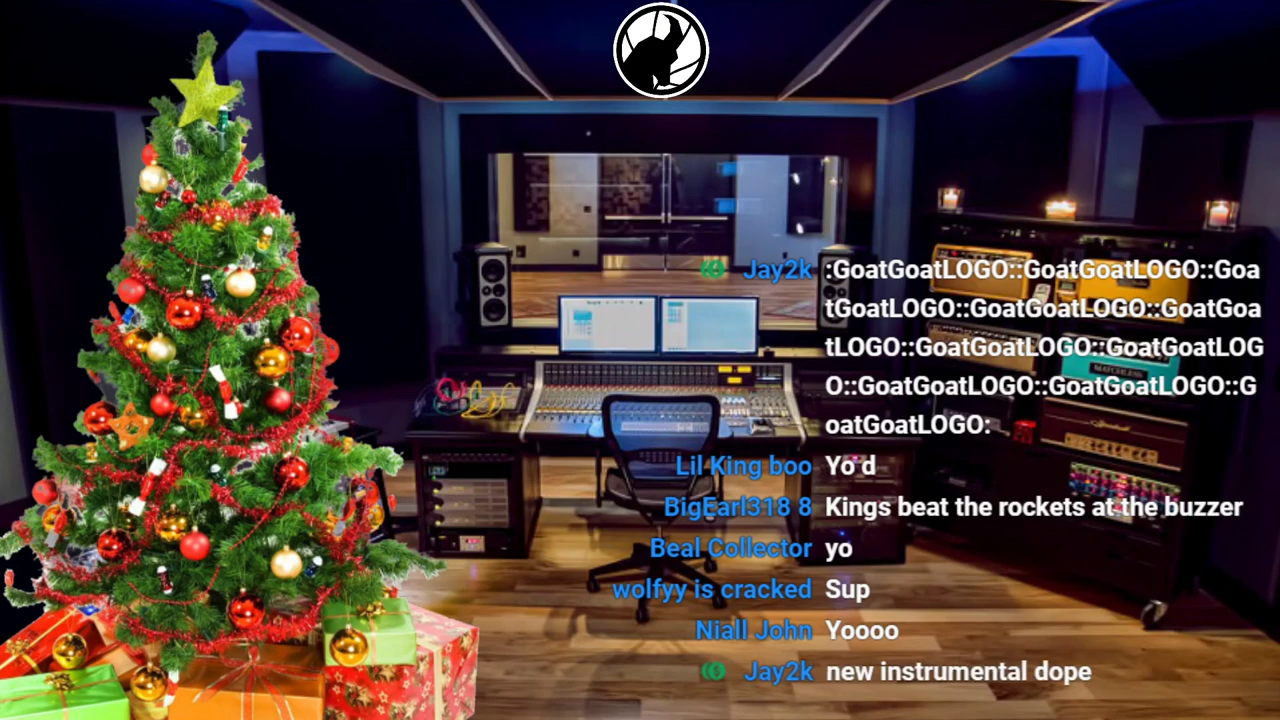 Jay2k :GoatGoatLOGO::GoatGoatLOGO::Goa
tGoatLOGO::GoatGoatLOGO::GoatGoa
tLOGO::GoatGoatLOGO::GoatGoatLOG
O::GoatGoatLOGO::GoatGoatLOGO::G
oatGoatLOGO:
MATCHLESS
Lil King boo Yo d
BigEarl318 8 Kings beat the rockets at the buzzer
Beal Collector yo
wolfyy is cracked Sup
Niall John Yoooo
Jay2k new instrumental dope